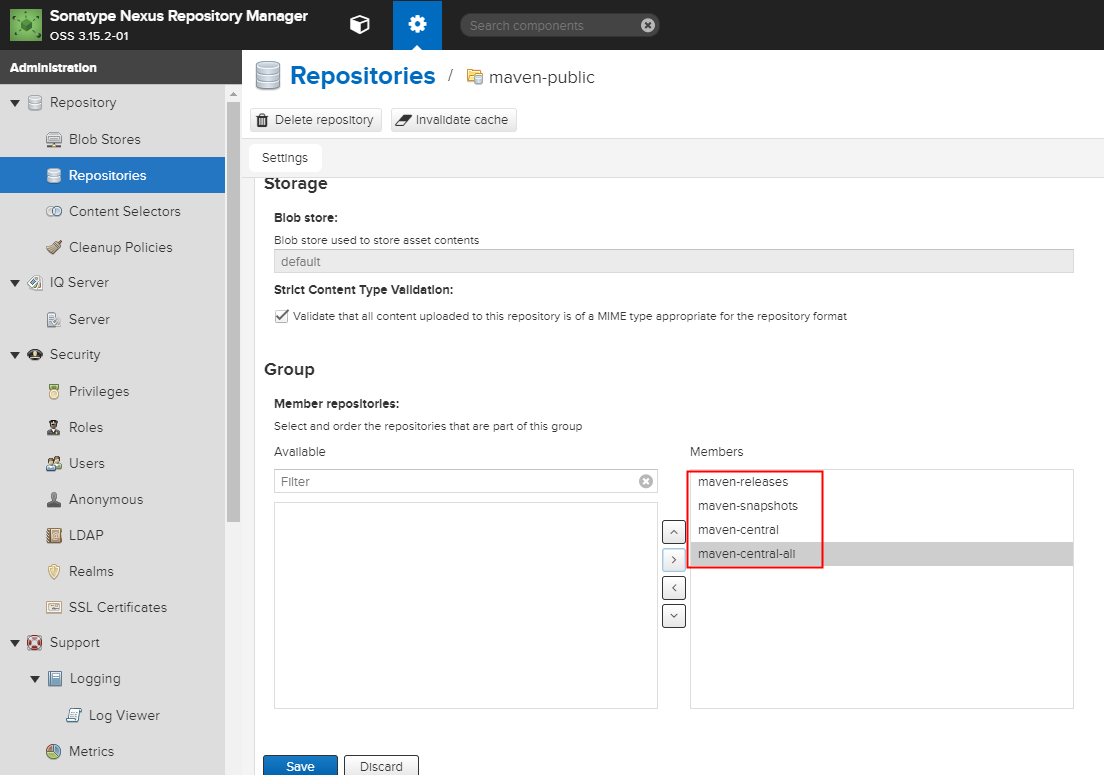 Sonatype Nexus Repository Manager
OSS 3.15.2-01
Search components
Administration
Repository
Blob Stores
Repositories
Content Selectors
Cleanup Policies
IQ Server
Server
Security
Privileges
Roles
Users
Anonymous
LDAP
Realms
SSL Certificates
Support
Logging
Log Viewer
Metrics
Repositories / maven-public
Delete repository
Invalidate cache
Settings
Storage
Blob store:
Blob store used to store asset contents
default
Strict Content Type Validation:
Validate that all content uploaded to this repository is of a MIME type appropriate for the repository format
Group
Member repositories:
Select and order the repositories that are part of this group
Available
Filter
Members
maven-releases
maven-snapshots
maven-central
maven-central-all
Save
Discard